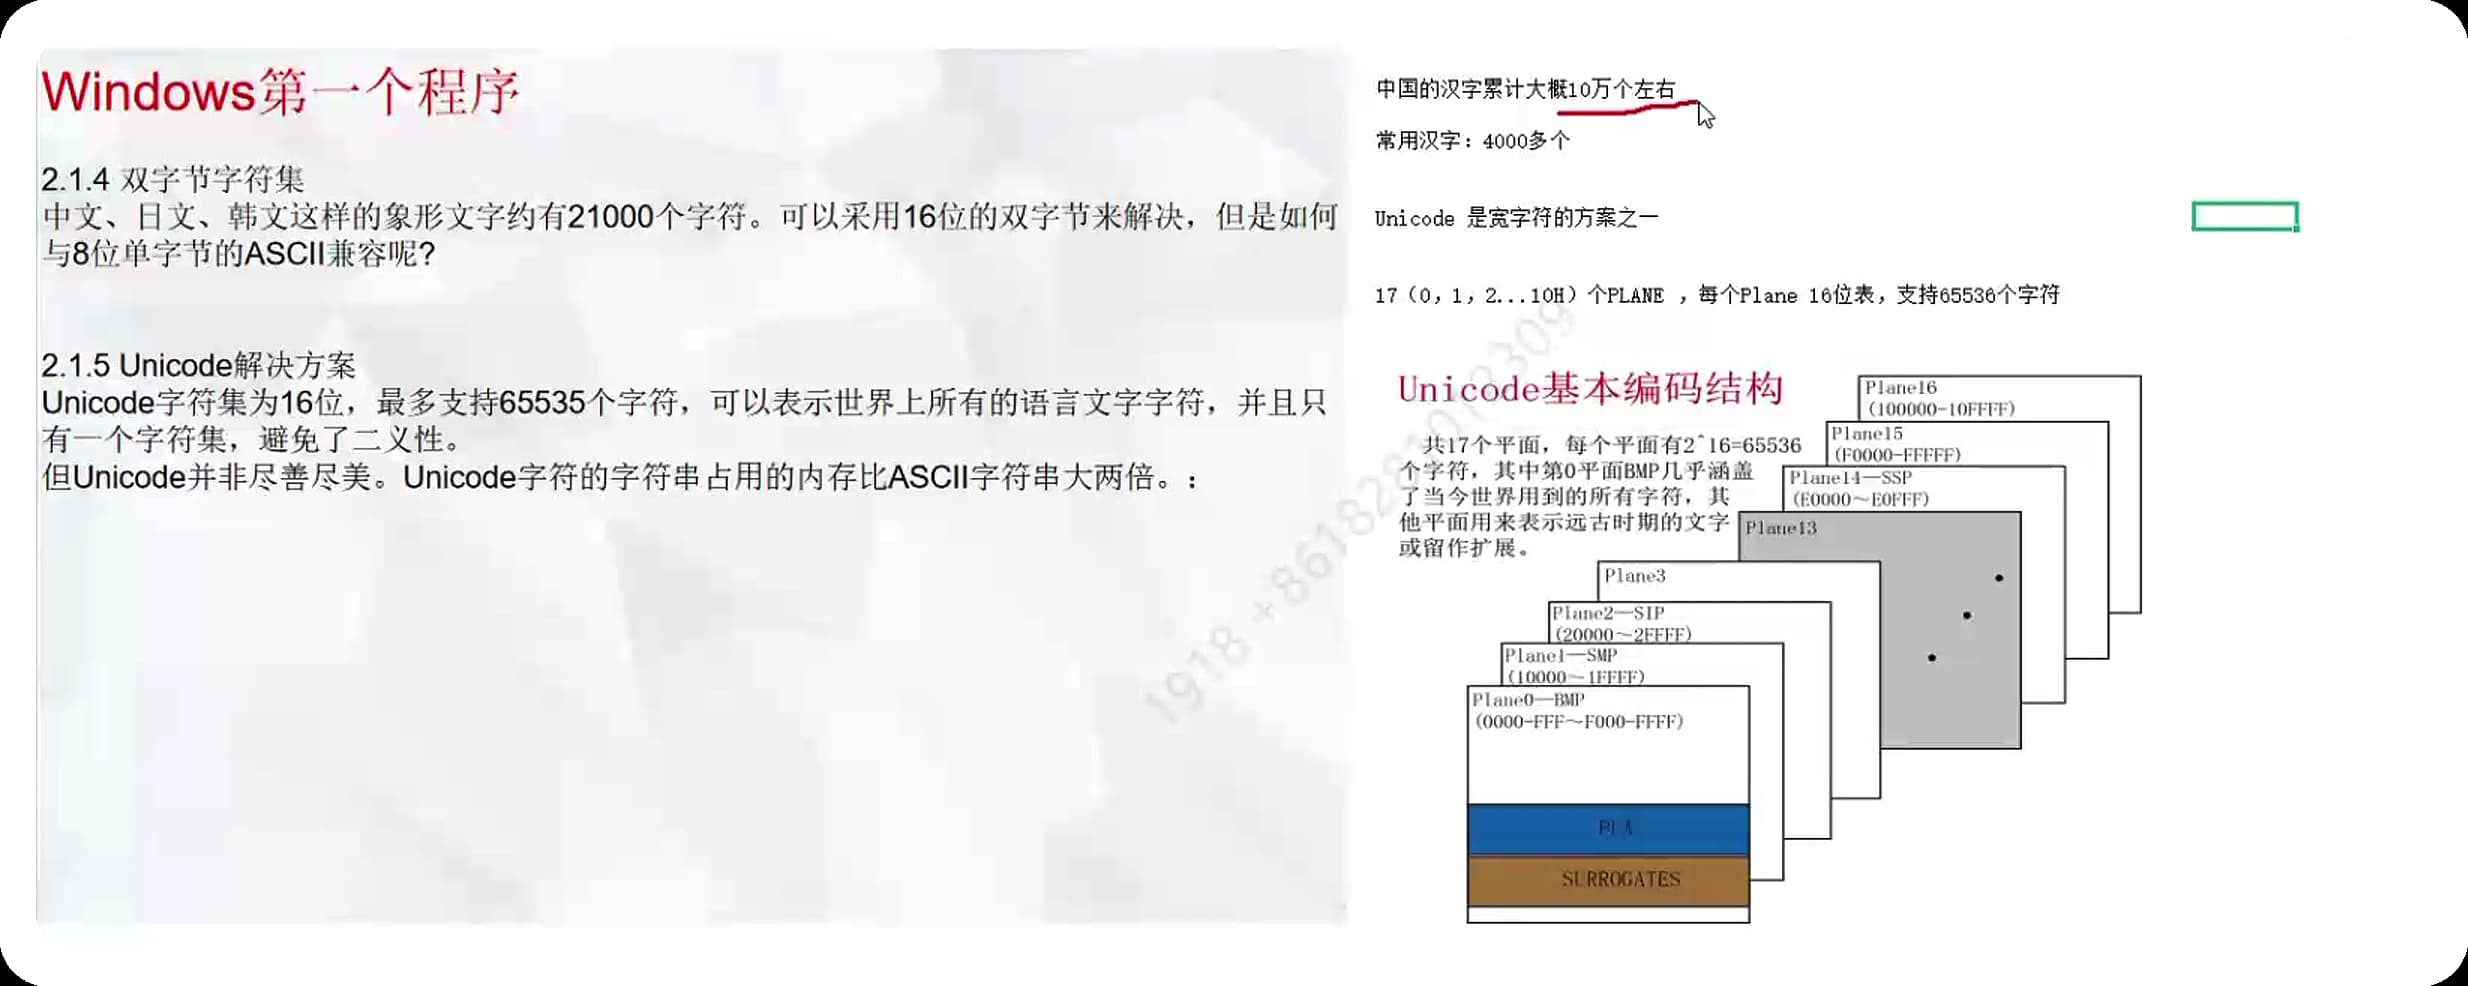 Windows第一个程序
2.1.4 双字节字符集
中文、日文、韩文这样的象形文字约有21000个字符。可以采用16位的双字节来解决，但是如何
与8位单字节的ASCII兼容呢?
2.1.5 Unicode解决方案
Unicode字符集为16位，最多支持65535个字符，可以表示世界上所有的语言文字字符，并且只
有一个字符集，避免了二义性。
但Unicode并非尽善尽美。Unicode字符的字符串占用的内存比ASCII字符串大两倍。：
中国的汉字累计大概10万个左右
常用汉字：4000多个
Unicode 是宽字符的方案之一
17（0，1，2...10H）个PLANE ，每个Plane 16位表，支持65536个字符
Unicode基本编码结构
共17个平面，每个平面有2^16=65536
个字符，其中第0平面BMP几乎涵盖
了当今世界用到的所有字符，其
他平面用来表示远古时期的文字
或留作扩展。
Plane16
(100000-10FFFF)
Plane15
(F0000-FFFFF)
Plane14—SSP
(E0000～E0FFF)
Plane13
Plane3
Plane2—SIP
(20000～2FFFF)
Plane1—SMP
(10000～1FFFF)
Plane0—BMP
(0000-FFF～F000-FFFF)
SURROGATES